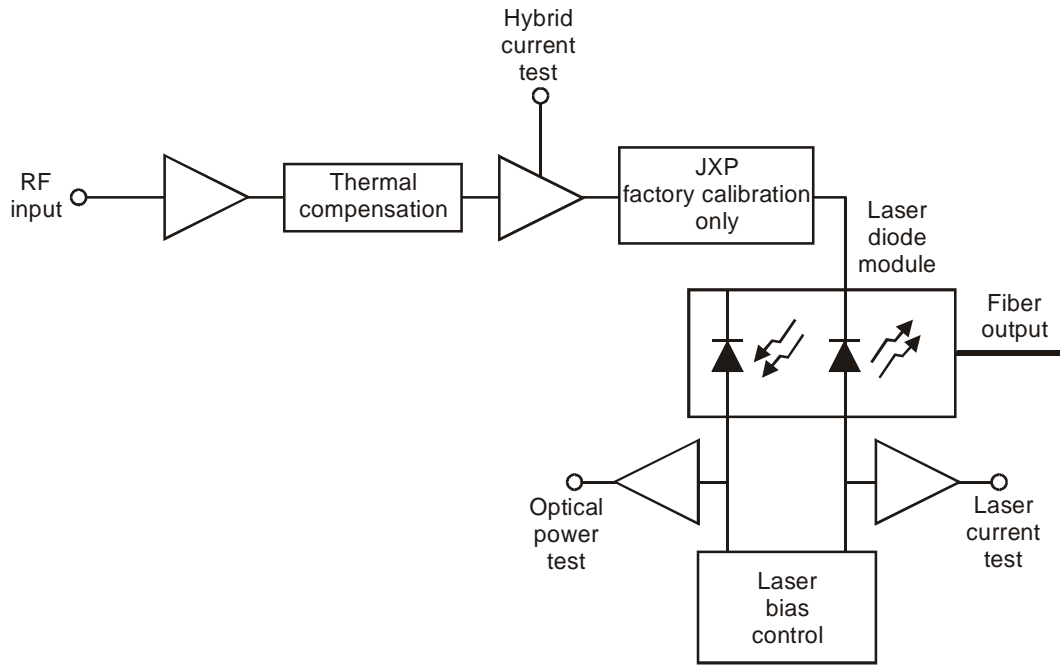 Hybrid
current
test
RF
input
Thermal
compensation
JXP
factory calibration
only
Laser
diode
module
Fiber
output
Optical
power
test
Laser
current
test
Laser
bias
control